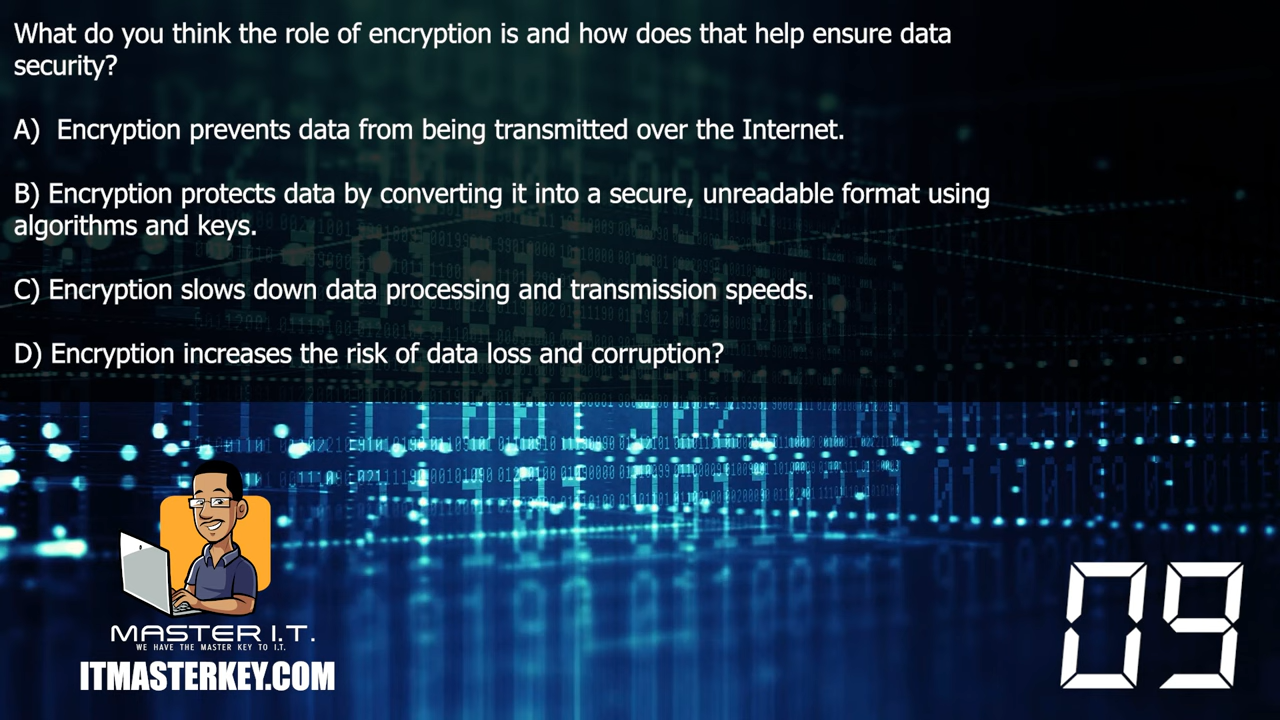 What do you think the role of encryption is and how does that help ensure data
security?
A) Encryption prevents data from being transmitted over the Internet.
B) Encryption protects data by converting it into a secure, unreadable format using
algorithms and keys.
C) Encryption slows down data processing and transmission speeds.
D) Encryption increases the risk of data loss and corruption?
MASTER I.T.
WE HAVE THE MASTER KEY TO I.T.
ITMASTERKEY.COM
09